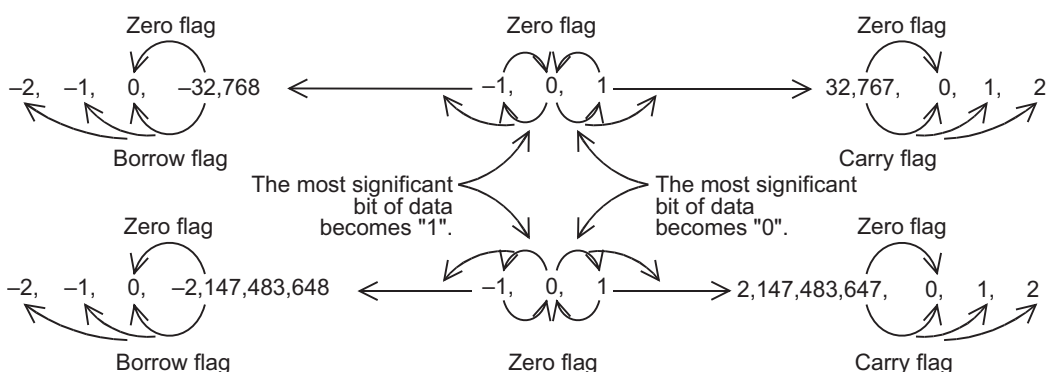 Zero flag Zero flag Zero flag
–2, –1, 0, –32,768 –1, 0, 1 32,767, 0, 1, 2
Borrow flag Carry flag
The most significant
bit of data
becomes "1".
The most significant
bit of data
becomes "0".
Zero flag Zero flag
–2, –1, 0, –2,147,483,648 –1, 0, 1 2,147,483,647, 0, 1, 2
Borrow flag Zero flag Carry flag